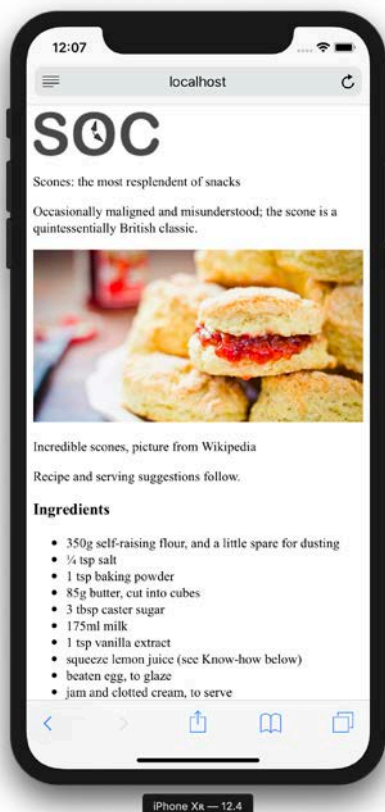 12:07
localhost
SOC
Scones: the most resplendent of snacks
Occasionally maligned and misunderstood; the scone is a
quintessentially British classic.
Incredible scones, picture from Wikipedia
Recipe and serving suggestions follow.
Ingredients
• 350g self-raising flour, and a little spare for dusting
• ¼ tsp salt
• 1 tsp baking powder
• 85g butter, cut into cubes
• 3 tbsp caster sugar
• 175ml milk
• 1 tsp vanilla extract
• squeeze lemon juice (see Know-how below)
• beaten egg, to glaze
• jam and clotted cream, to serve
iPhone Xʀ — 12.4